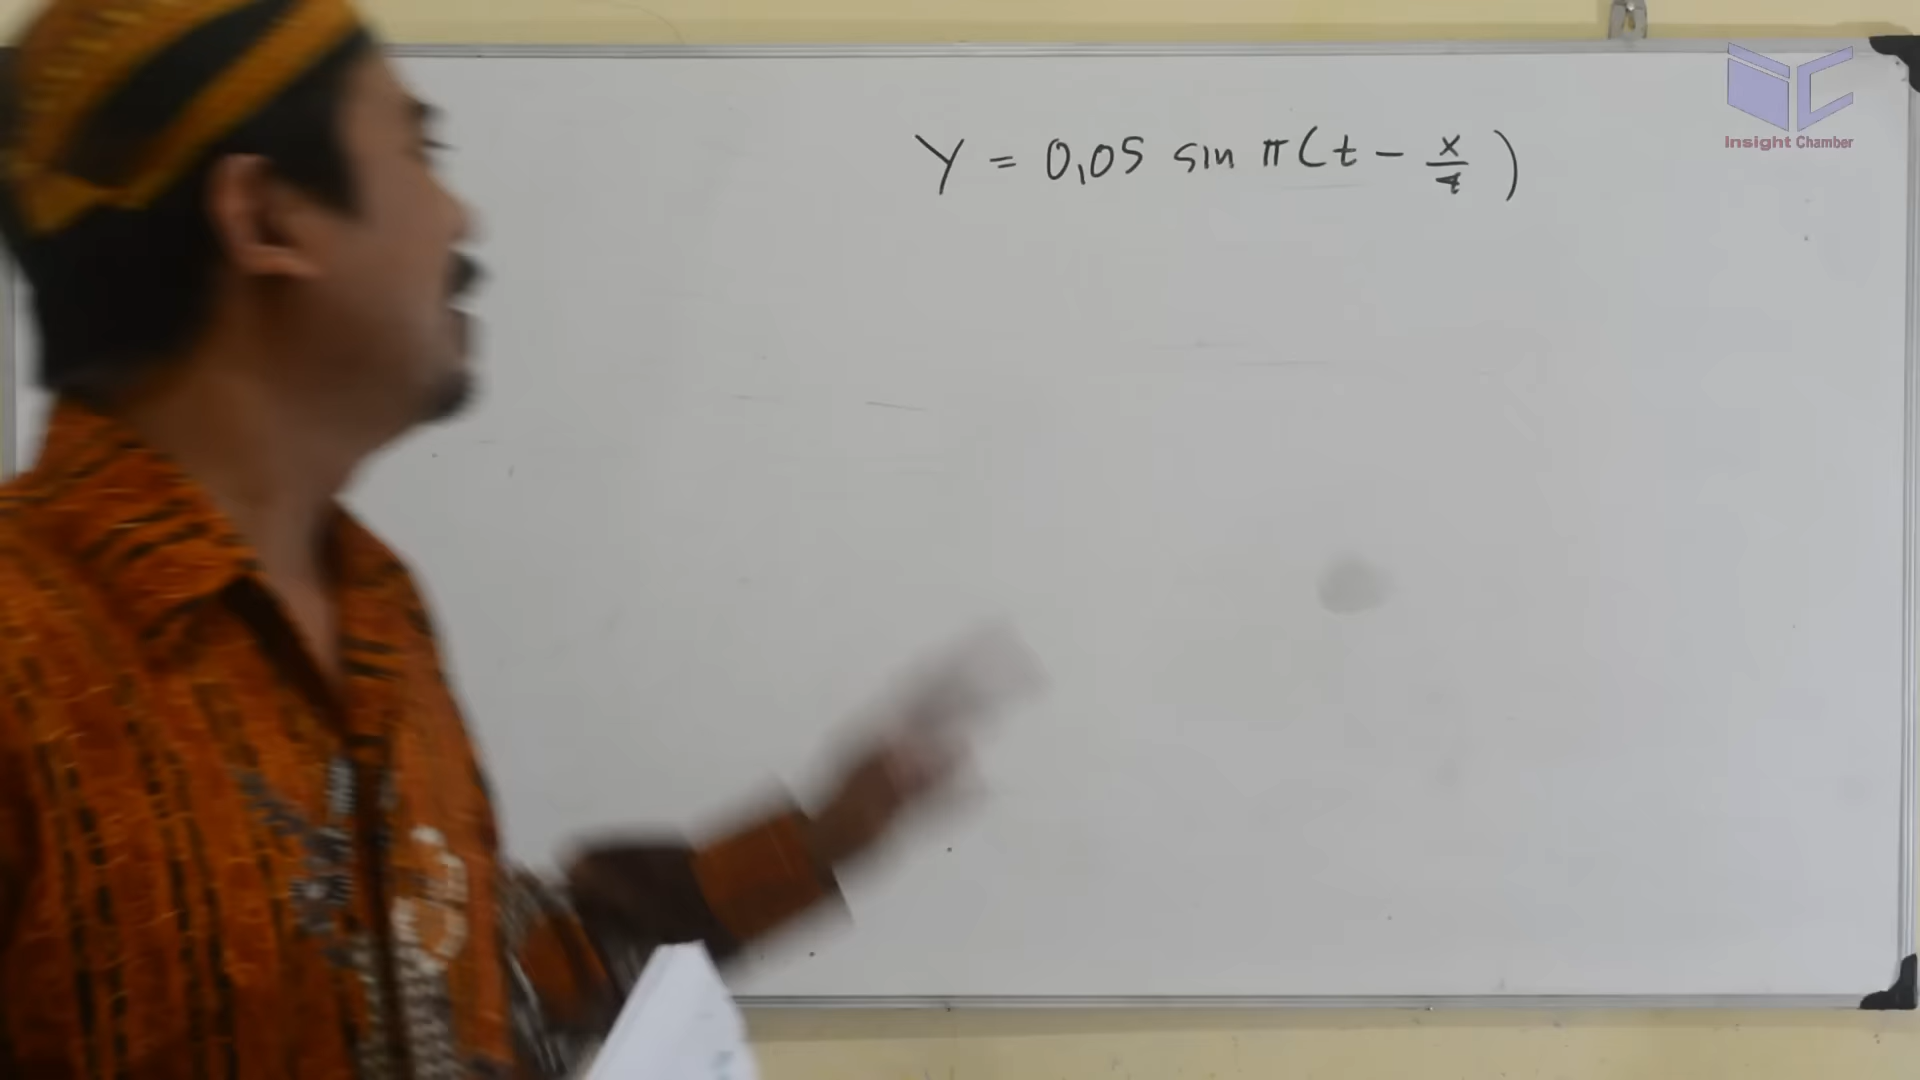 Y = 0,05 sin π(t - x/4)
Insight Chamber